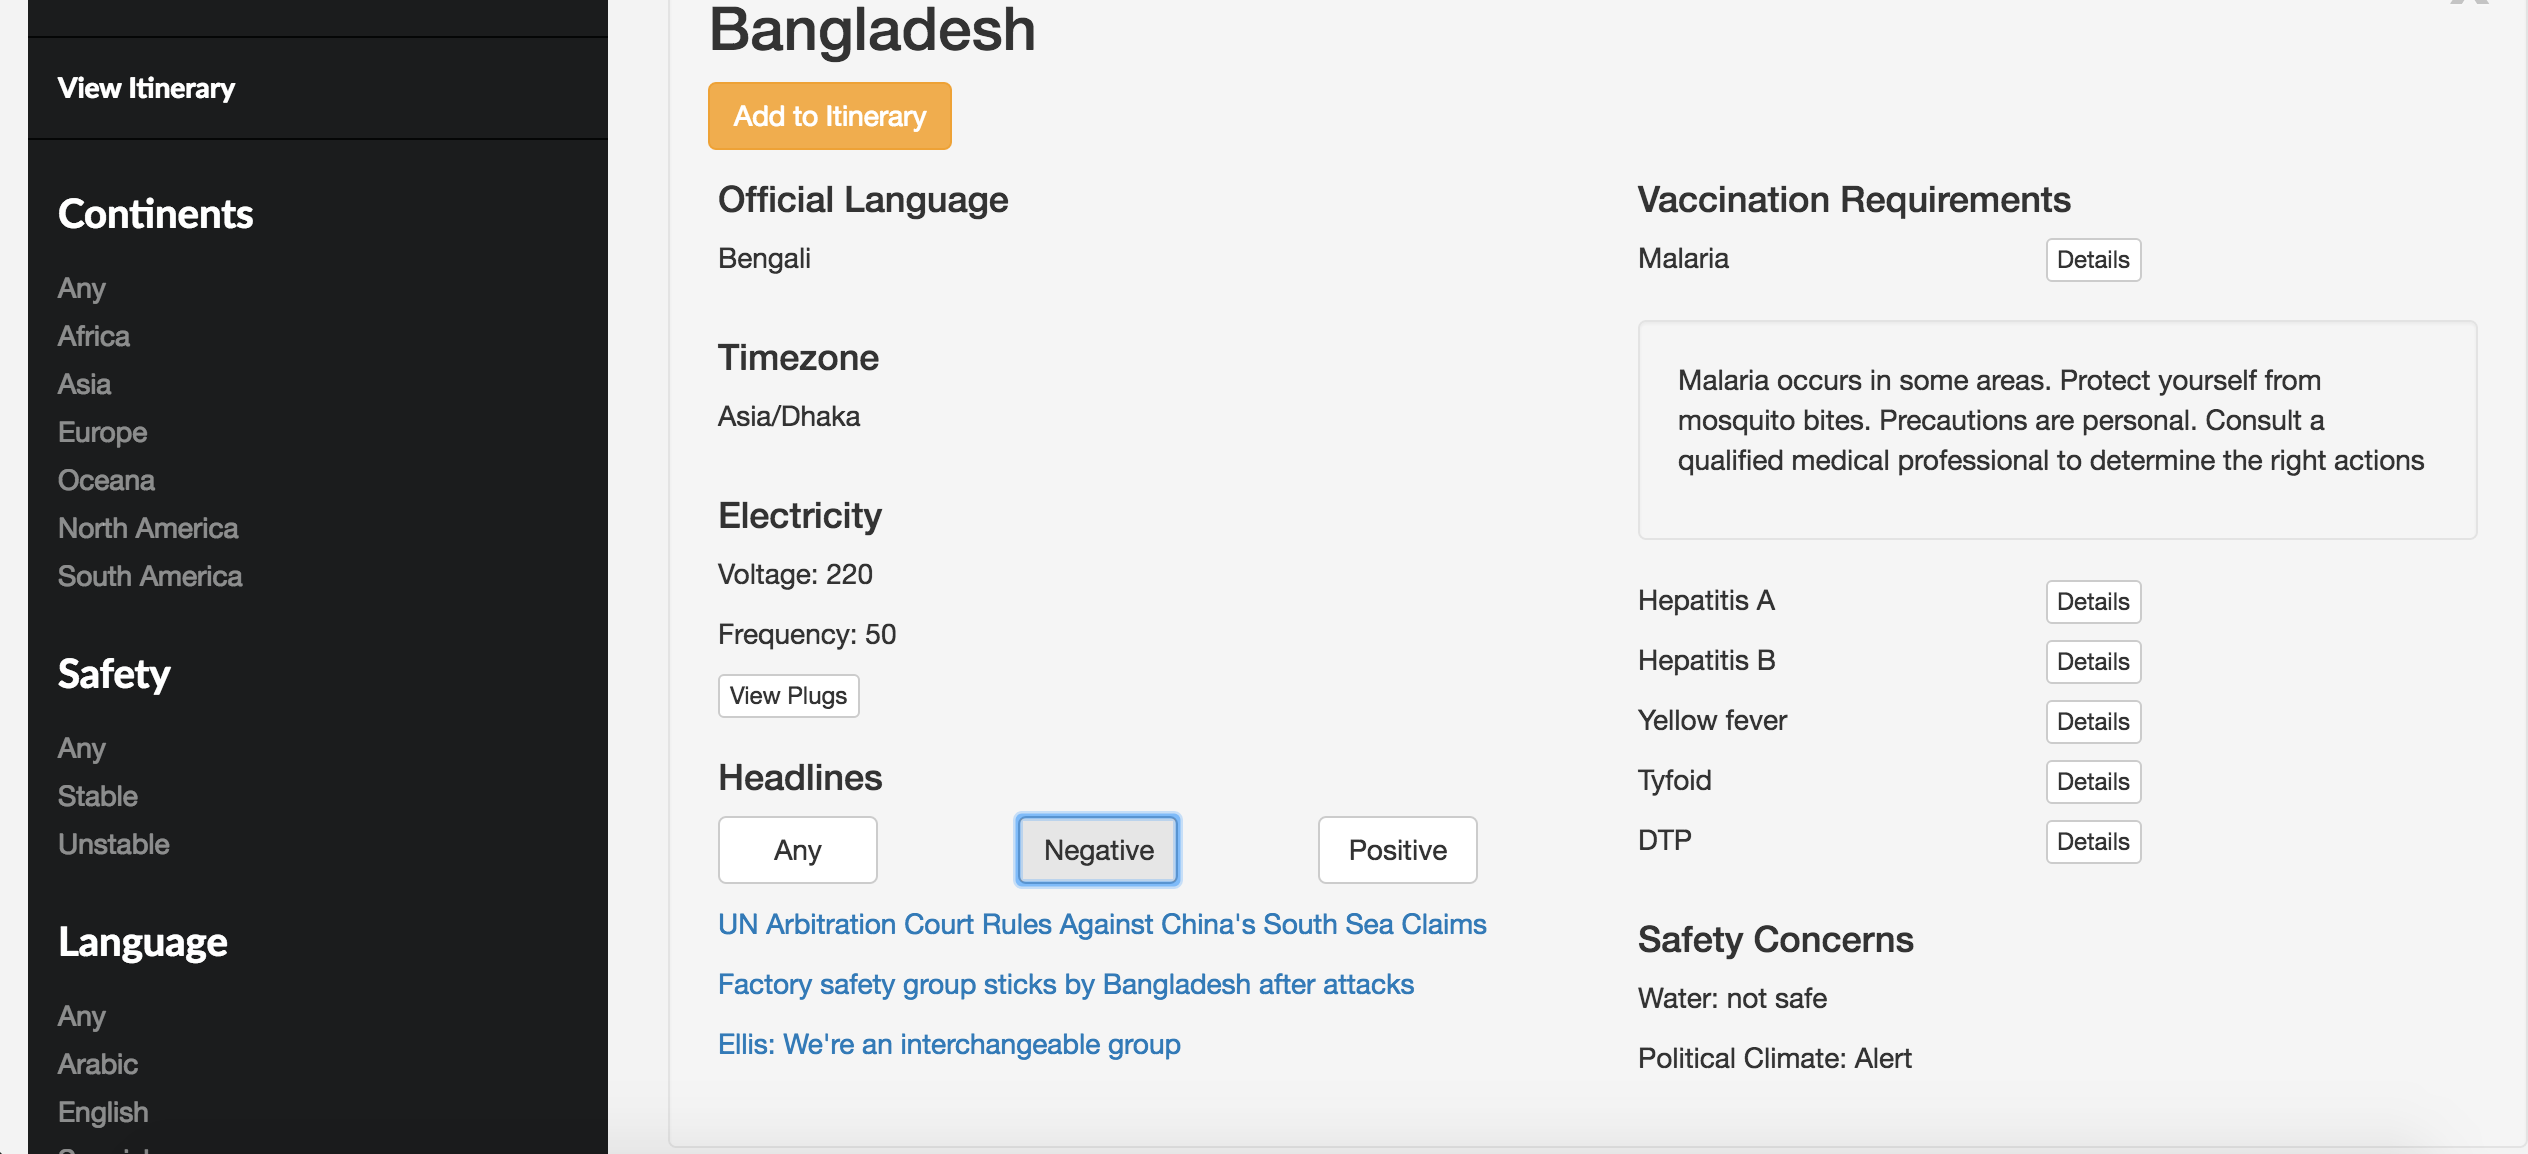 View Itinerary
Continents
Any
Africa
Asia
Europe
Oceana
North America
South America
Safety
Any
Stable
Unstable
Language
Any
Arabic
English
Bangladesh
Add to Itinerary
Official Language
Bengali
Timezone
Asia/Dhaka
Electricity
Voltage: 220
Frequency: 50
View Plugs
Headlines
Any
Negative
Positive
UN Arbitration Court Rules Against China's South Sea Claims
Factory safety group sticks by Bangladesh after attacks
Ellis: We're an interchangeable group
Vaccination Requirements
Malaria
Details
Malaria occurs in some areas. Protect yourself from
mosquito bites. Precautions are personal. Consult a
qualified medical professional to determine the right actions
Hepatitis A
Details
Hepatitis B
Details
Yellow fever
Details
Tyfoid
Details
DTP
Details
Safety Concerns
Water: not safe
Political Climate: Alert